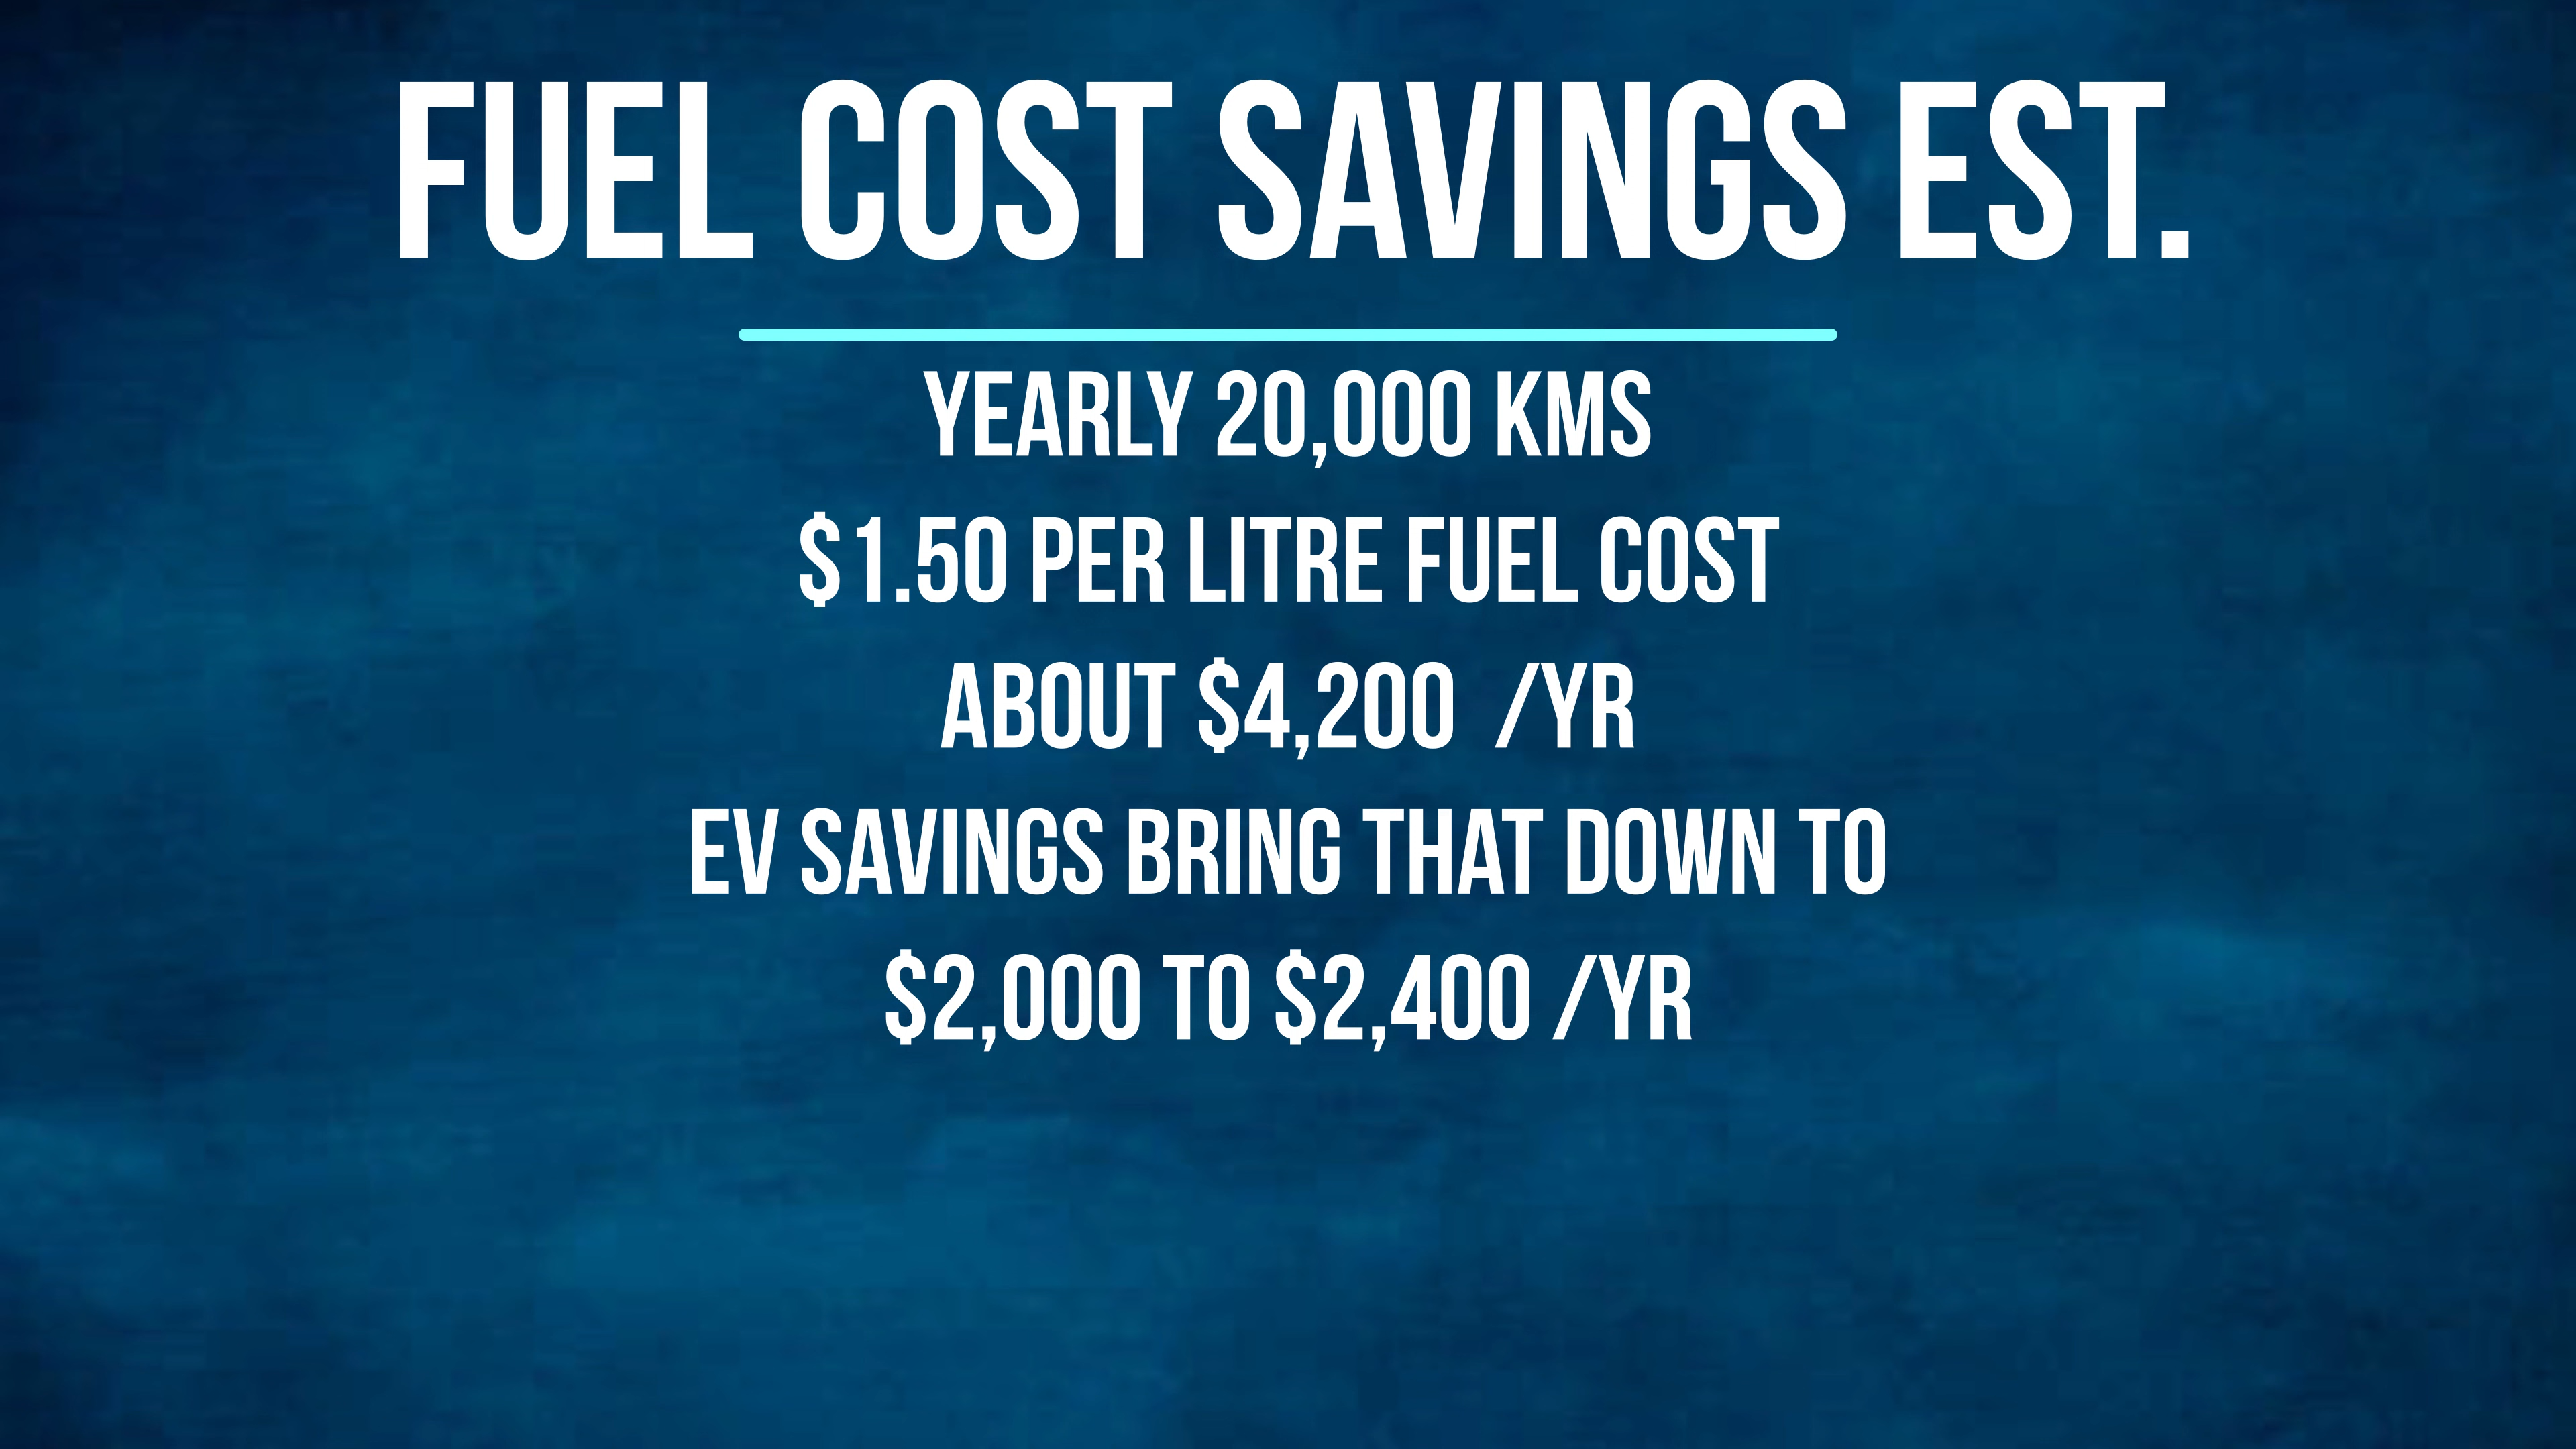 FUEL COST SAVINGS EST.
YEARLY 20,000 KMS
$1.50 PER LITRE FUEL COST
ABOUT $4,200 /YR
EV SAVINGS BRING THAT DOWN TO
$2,000 TO $2,400 /YR